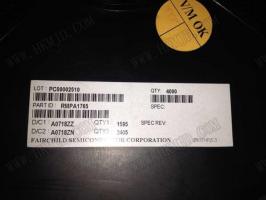 V/M OK
LOT : PC00002510 QTY: 4000
PART ID RMPA1765 SPEC:
D/C1 A0718ZZ QTY1 1595 SPEC REV:
D/C2 A0718ZN QTY2 2405
FAIRCHILD SEMICONDUCTOR CORPORATION